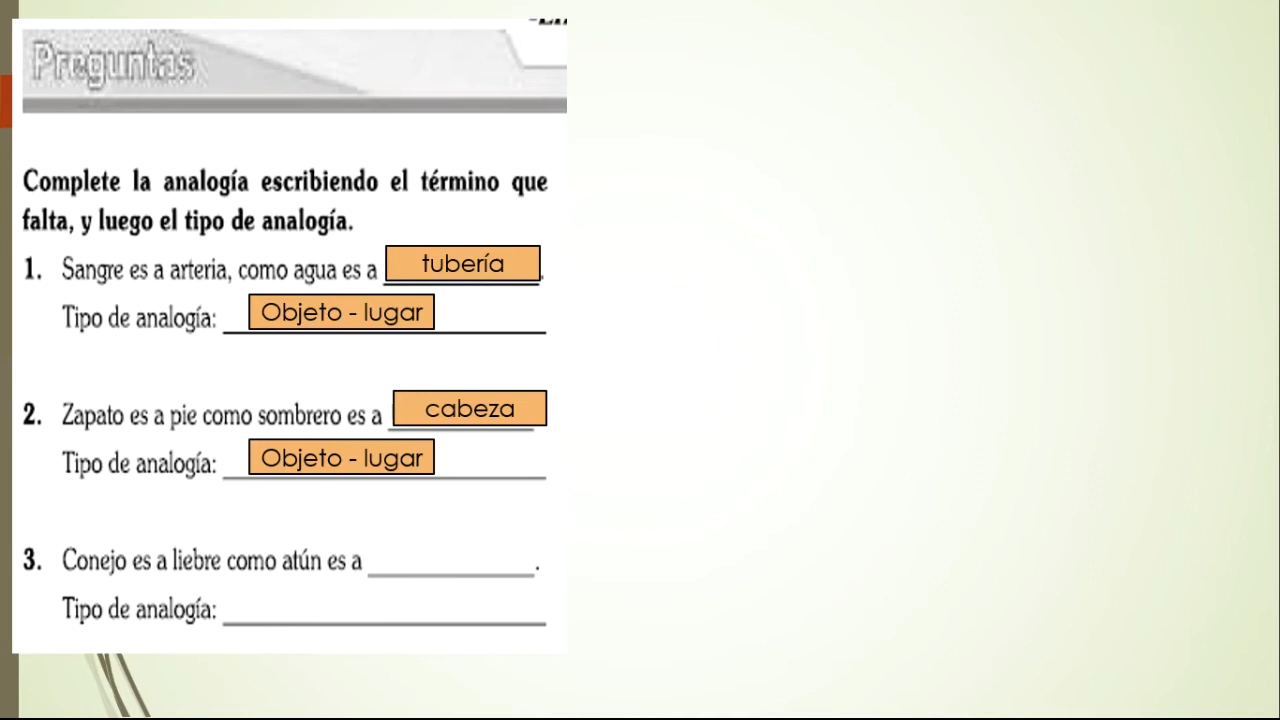 Preguntas
Complete la analogía escribiendo el término que
falta, y luego el tipo de analogía.
1. Sangre es a arteria, como agua es a tubería.
Tipo de analogía: Objeto - lugar
2. Zapato es a pie como sombrero es a cabeza
Tipo de analogía: Objeto - lugar
3. Conejo es a liebre como atún es a ____________.
Tipo de analogía: ____________